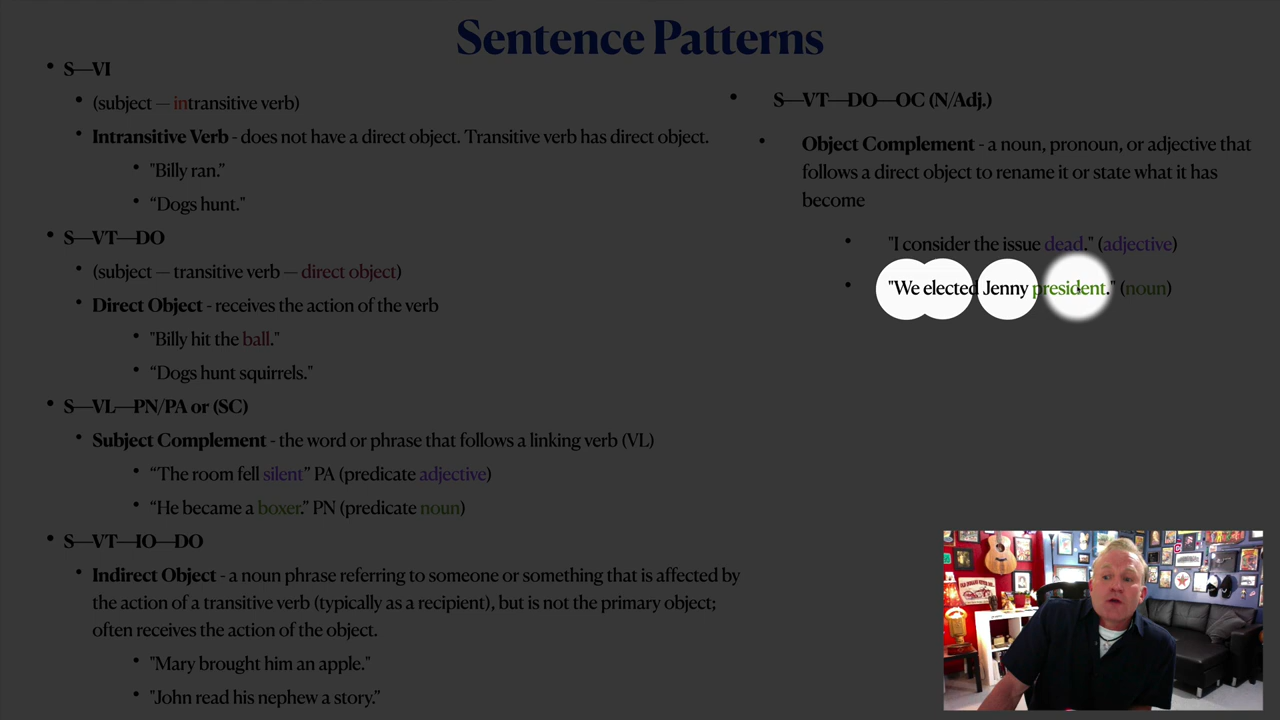 Sentence Patterns
• S—VI
• (subject — intransitive verb)
• Intransitive Verb - does not have a direct object. Transitive verb has direct object.
• "Billy ran.”
• “Dogs hunt."
• S—VT—DO
• (subject — transitive verb — direct object)
• Direct Object - receives the action of the verb
• "Billy hit the ball."
• “Dogs hunt squirrels."
• S—VL—PN/PA or (SC)
• Subject Complement - the word or phrase that follows a linking verb (VL)
• “The room fell silent” PA (predicate adjective)
• “He became a boxer.” PN (predicate noun)
• S—VT—IO—DO
• Indirect Object - a noun phrase referring to someone or something that is affected by
the action of a transitive verb (typically as a recipient), but is not the primary object;
often receives the action of the object.
• "Mary brought him an apple."
• "John read his nephew a story.”
• S—VT—DO—OC (N/Adj.)
• Object Complement - a noun, pronoun, or adjective that
follows a direct object to rename it or state what it has
become
• "I consider the issue dead." (adjective)
• "We elected Jenny president." (noun)